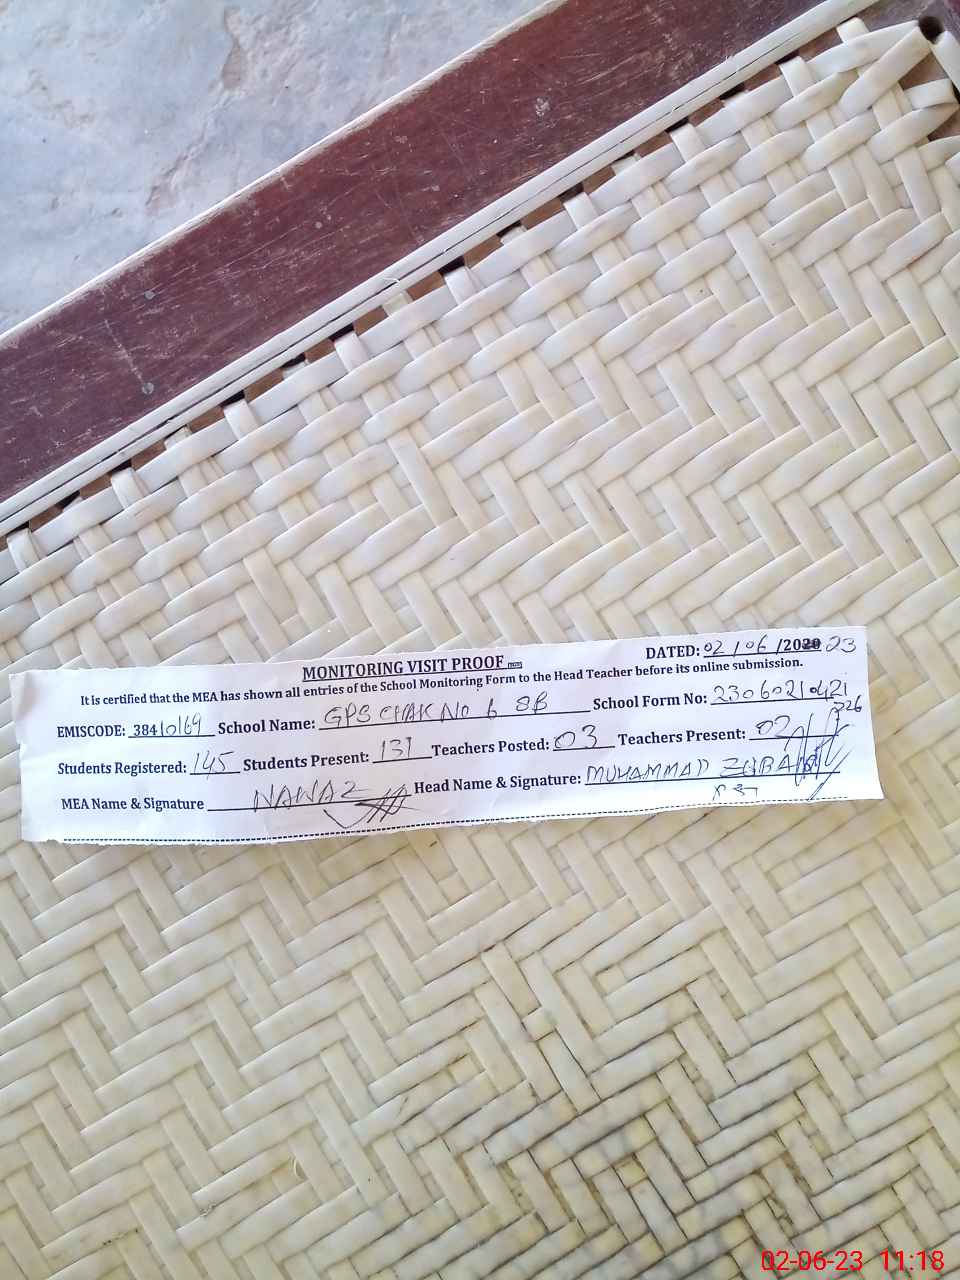 MONITORING VISIT PROOF
DATED: 02/06/2020 23
It is certified that the MEA has shown all entries of the School Monitoring Form to the Head Teacher before its online submission.
EMISCODE: 38410169 School Name: GPS CHAK No 6 SB School Form No: 23060210421
Students Registered: 145 Students Present: 131 Teachers Posted: 03 Teachers Present: 02
MEA Name & Signature NAWAZ Head Name & Signature: MUHAMMAD
02-06-23 11:18